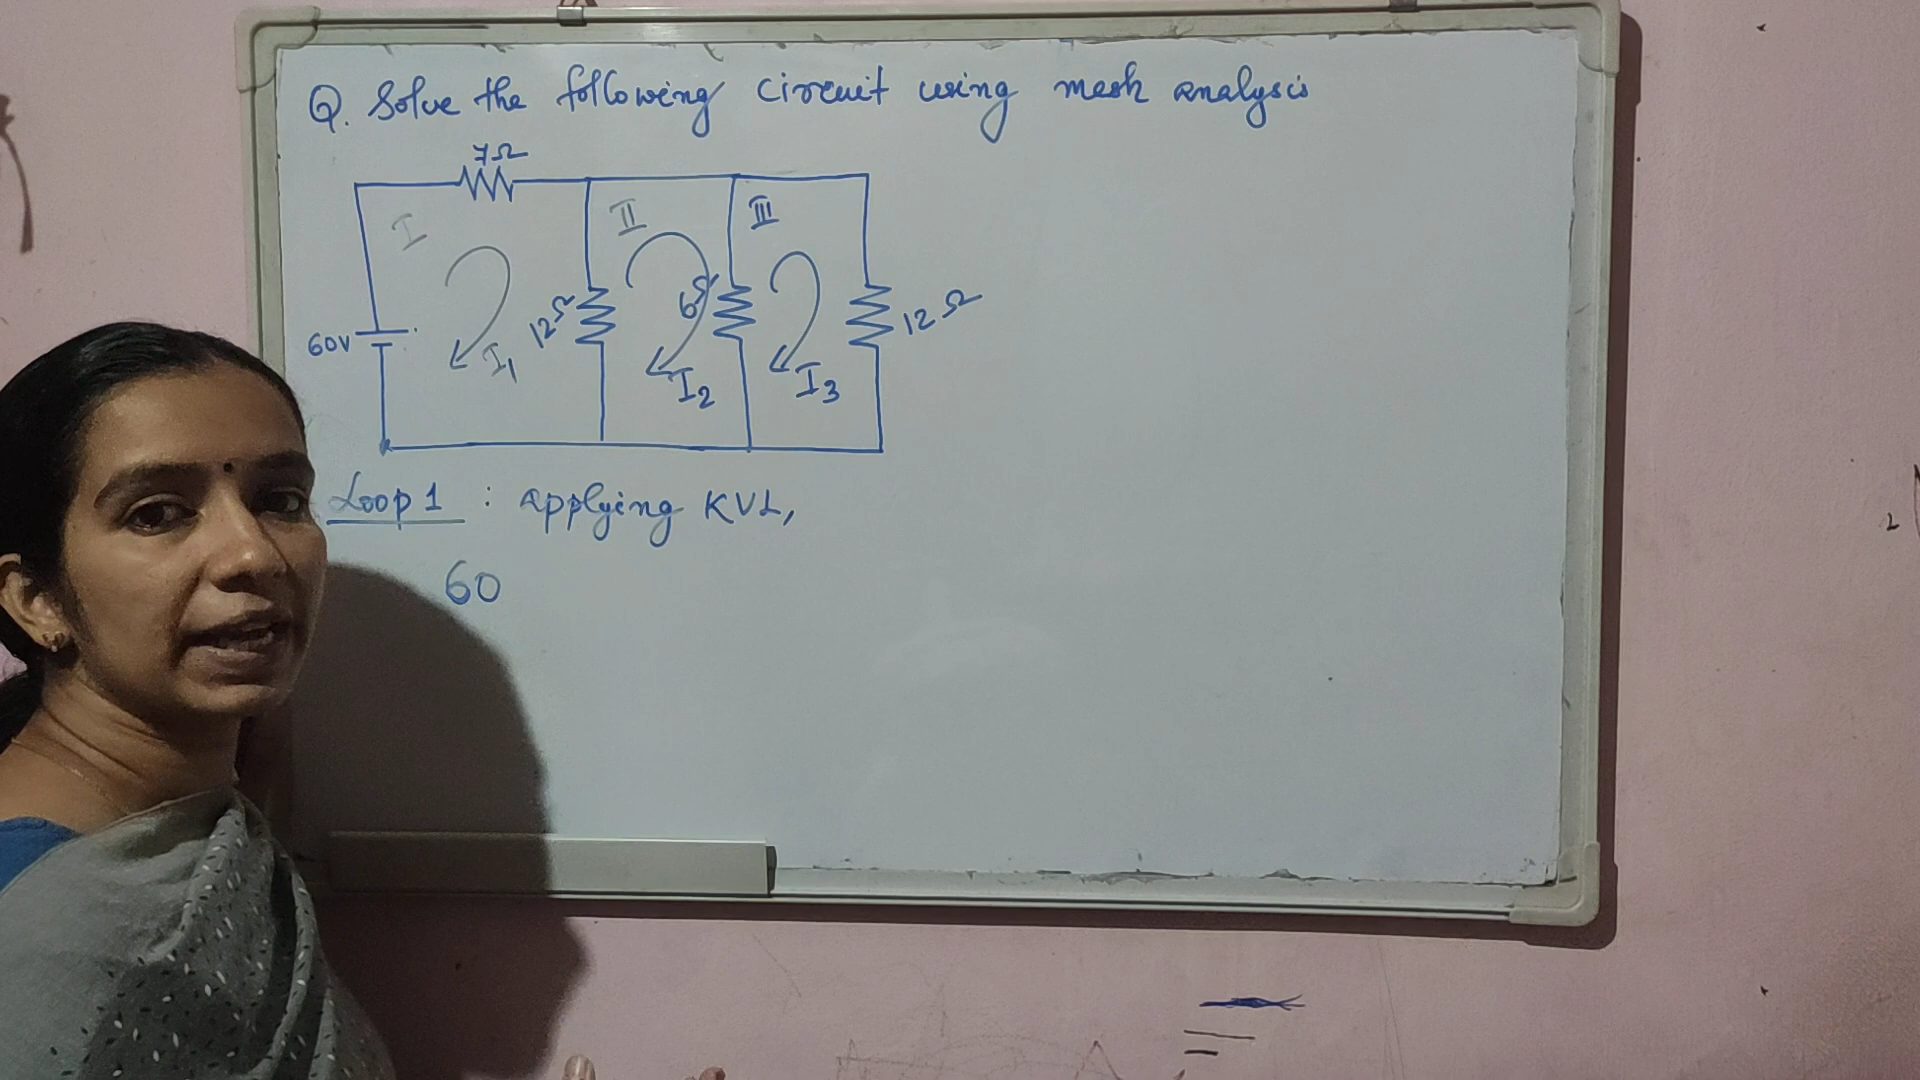 Q. Solve the following circuit using mesh analysis
7Ω
I
II
III
60V
12Ω
6Ω
12Ω
I1
I2
I3
Loop 1 : applying KVL,
60